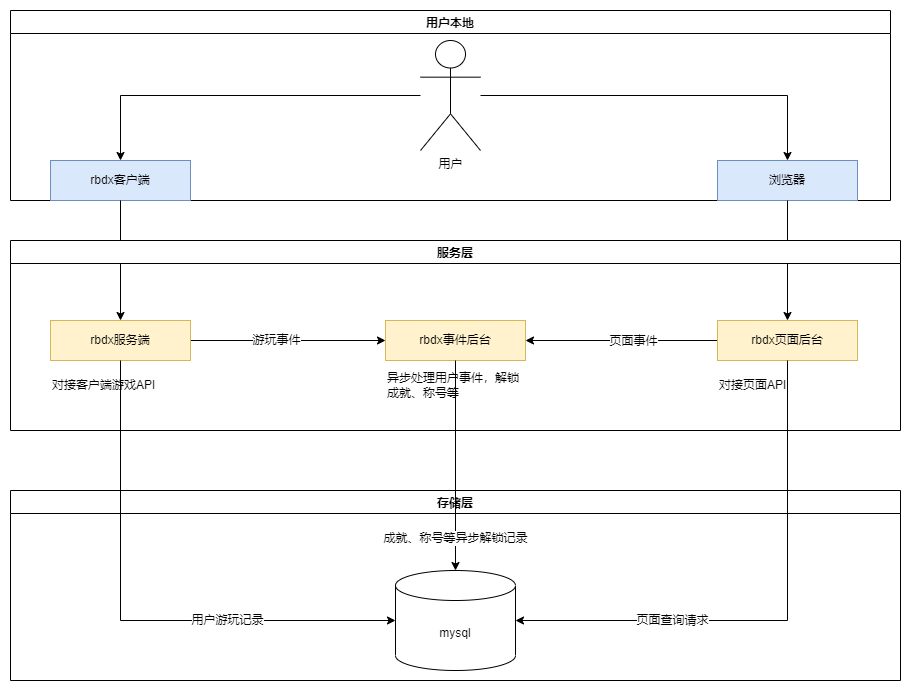 用户本地
用户
rbdx客户端
浏览器
服务层
rbdx服务端
游玩事件
rbdx事件后台
页面事件
rbdx页面后台
对接客户端游戏API
异步处理用户事件，解锁
成就、称号等
对接页面API
存储层
成就、称号等异步解锁记录
用户游玩记录
mysql
页面查询请求